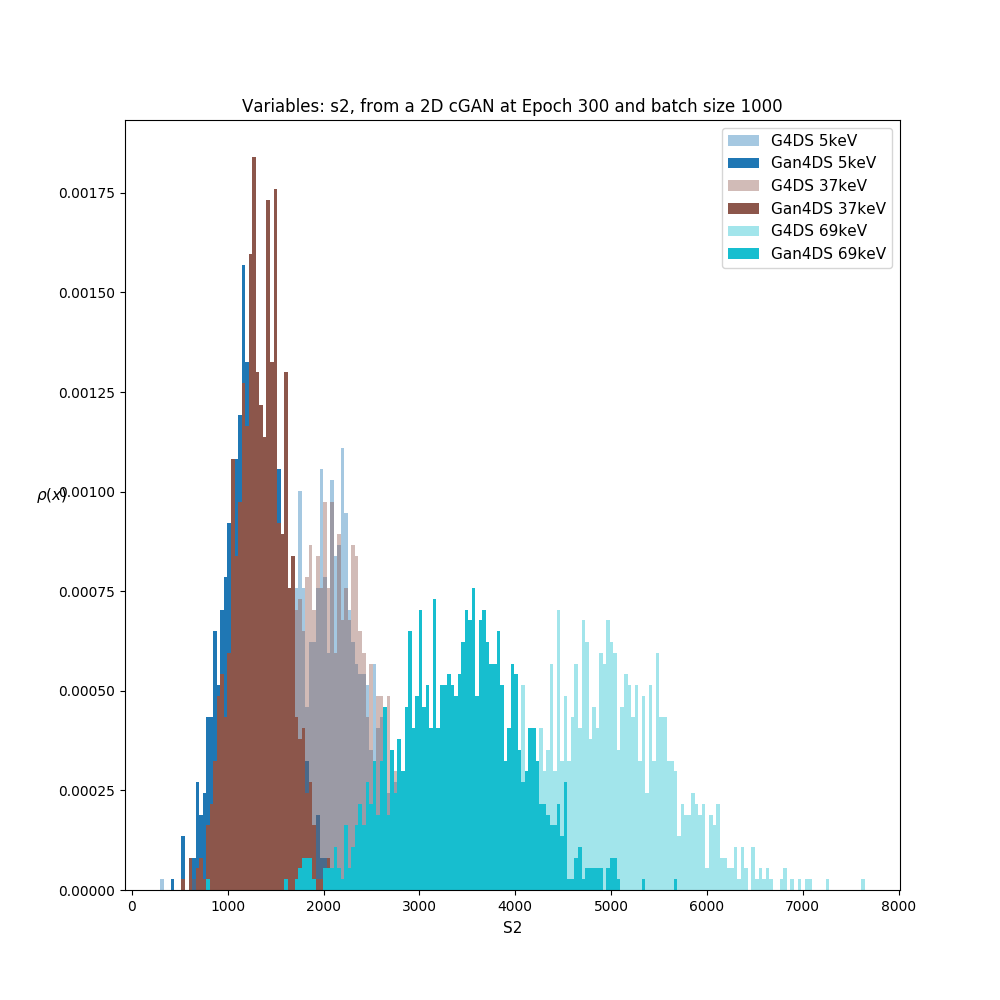 Variables: s2, from a 2D cGAN at Epoch 300 and batch size 1000
G4DS 5keV
Gan4DS 5keV
G4DS 37keV
Gan4DS 37keV
G4DS 69keV
Gan4DS 69keV
0.00175
0.00150
0.00125
ρ(x)
0.00100
0.00075
0.00050
0.00025
0.00000
0 1000 2000 3000 4000 5000 6000 7000 8000
S2